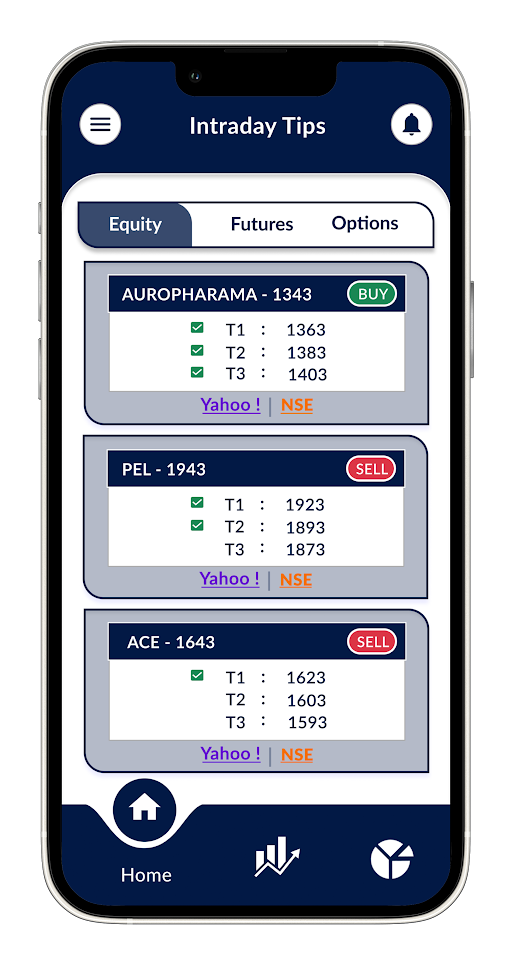 Intraday Tips
Equity Futures Options
AUROPHARAMA - 1343 BUY
T1 : 1363
T2 : 1383
T3 : 1403
Yahoo ! | NSE
PEL - 1943 SELL
T1 : 1923
T2 : 1893
T3 : 1873
Yahoo ! | NSE
ACE - 1643 SELL
T1 : 1623
T2 : 1603
T3 : 1593
Yahoo ! | NSE
Home